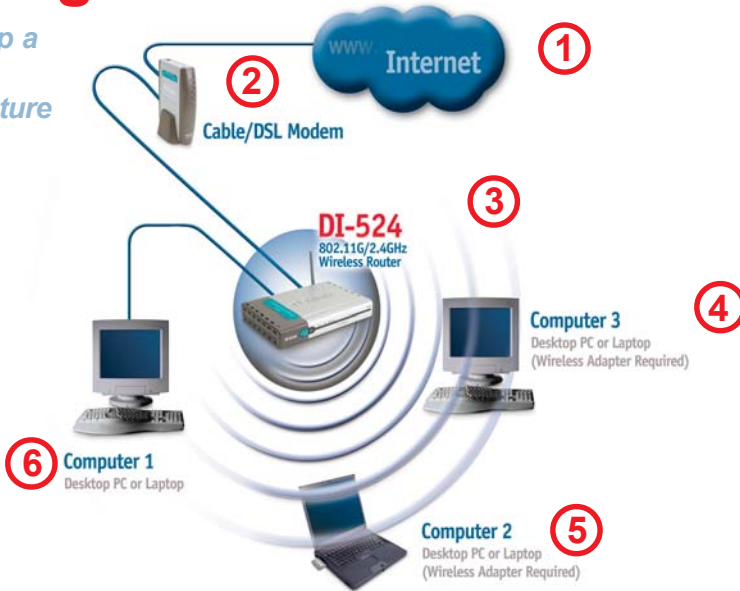 p a
ture
www.
Internet
1
2
Cable/DSL Modem
3
DI-524
802.11G/2.4GHz
Wireless Router
4
Computer 3
Desktop PC or Laptop
(Wireless Adapter Required)
6
Computer 1
Desktop PC or Laptop
5
Computer 2
Desktop PC or Laptop
(Wireless Adapter Required)